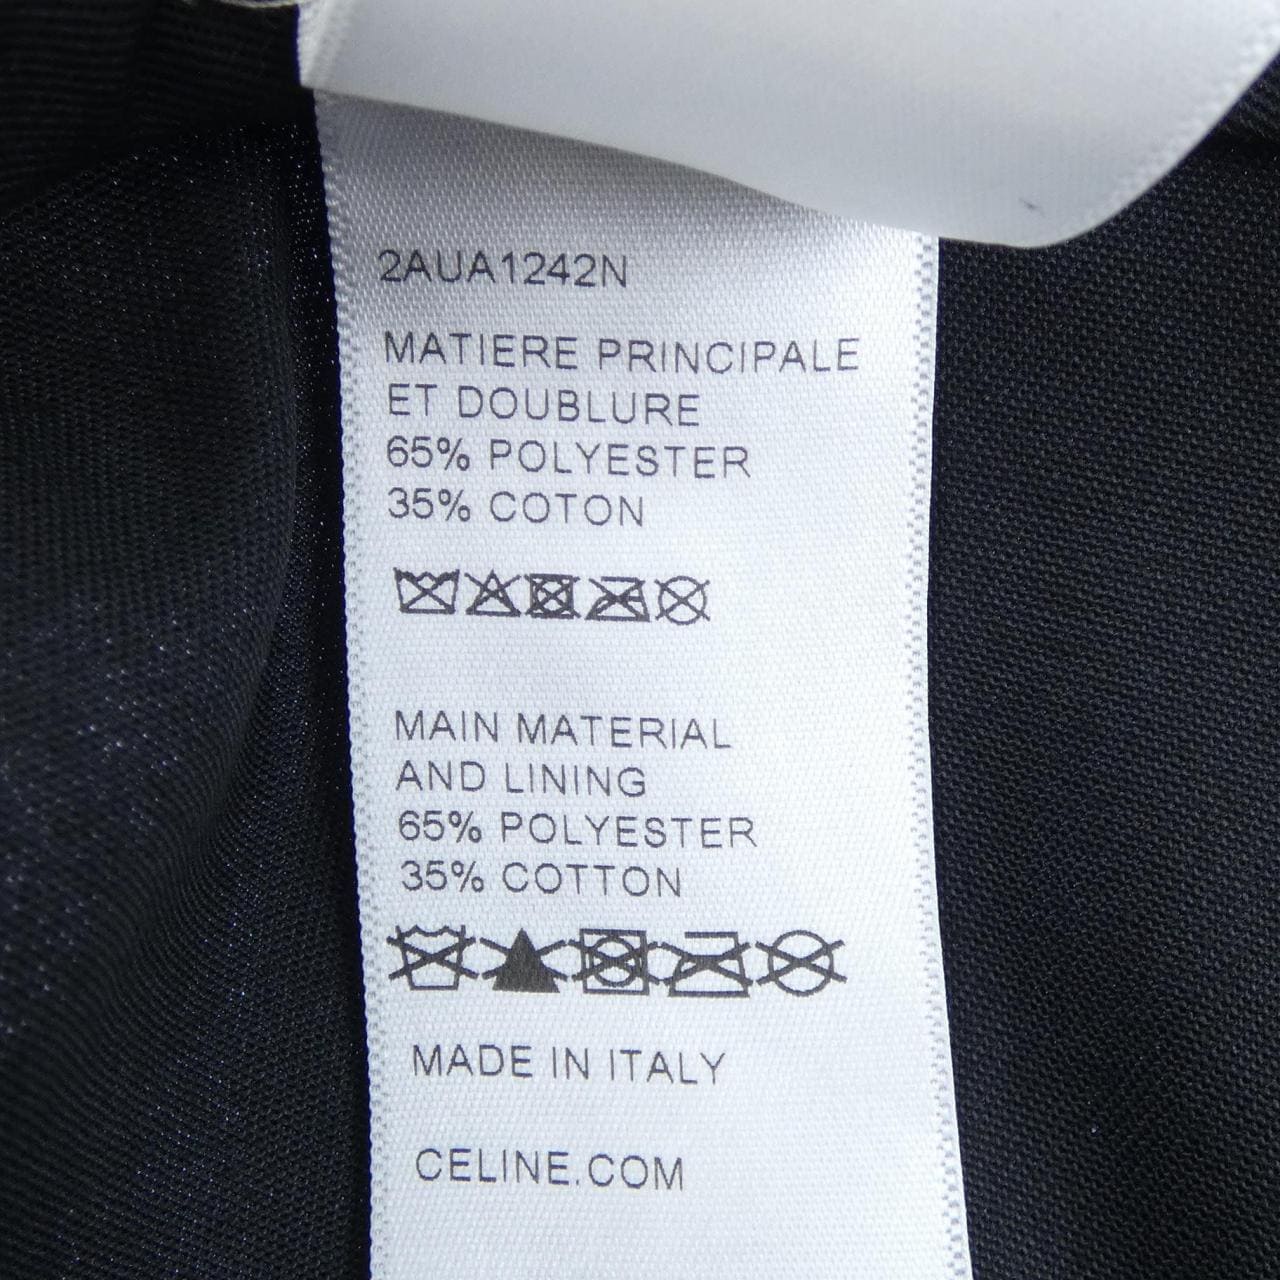 2AUA1242N
MATIERE PRINCIPALE
ET DOUBLURE
65% POLYESTER
35% COTON
MAIN MATERIAL
AND LINING
65% POLYESTER
35% COTTON
MADE IN ITALY
CELINE.COM